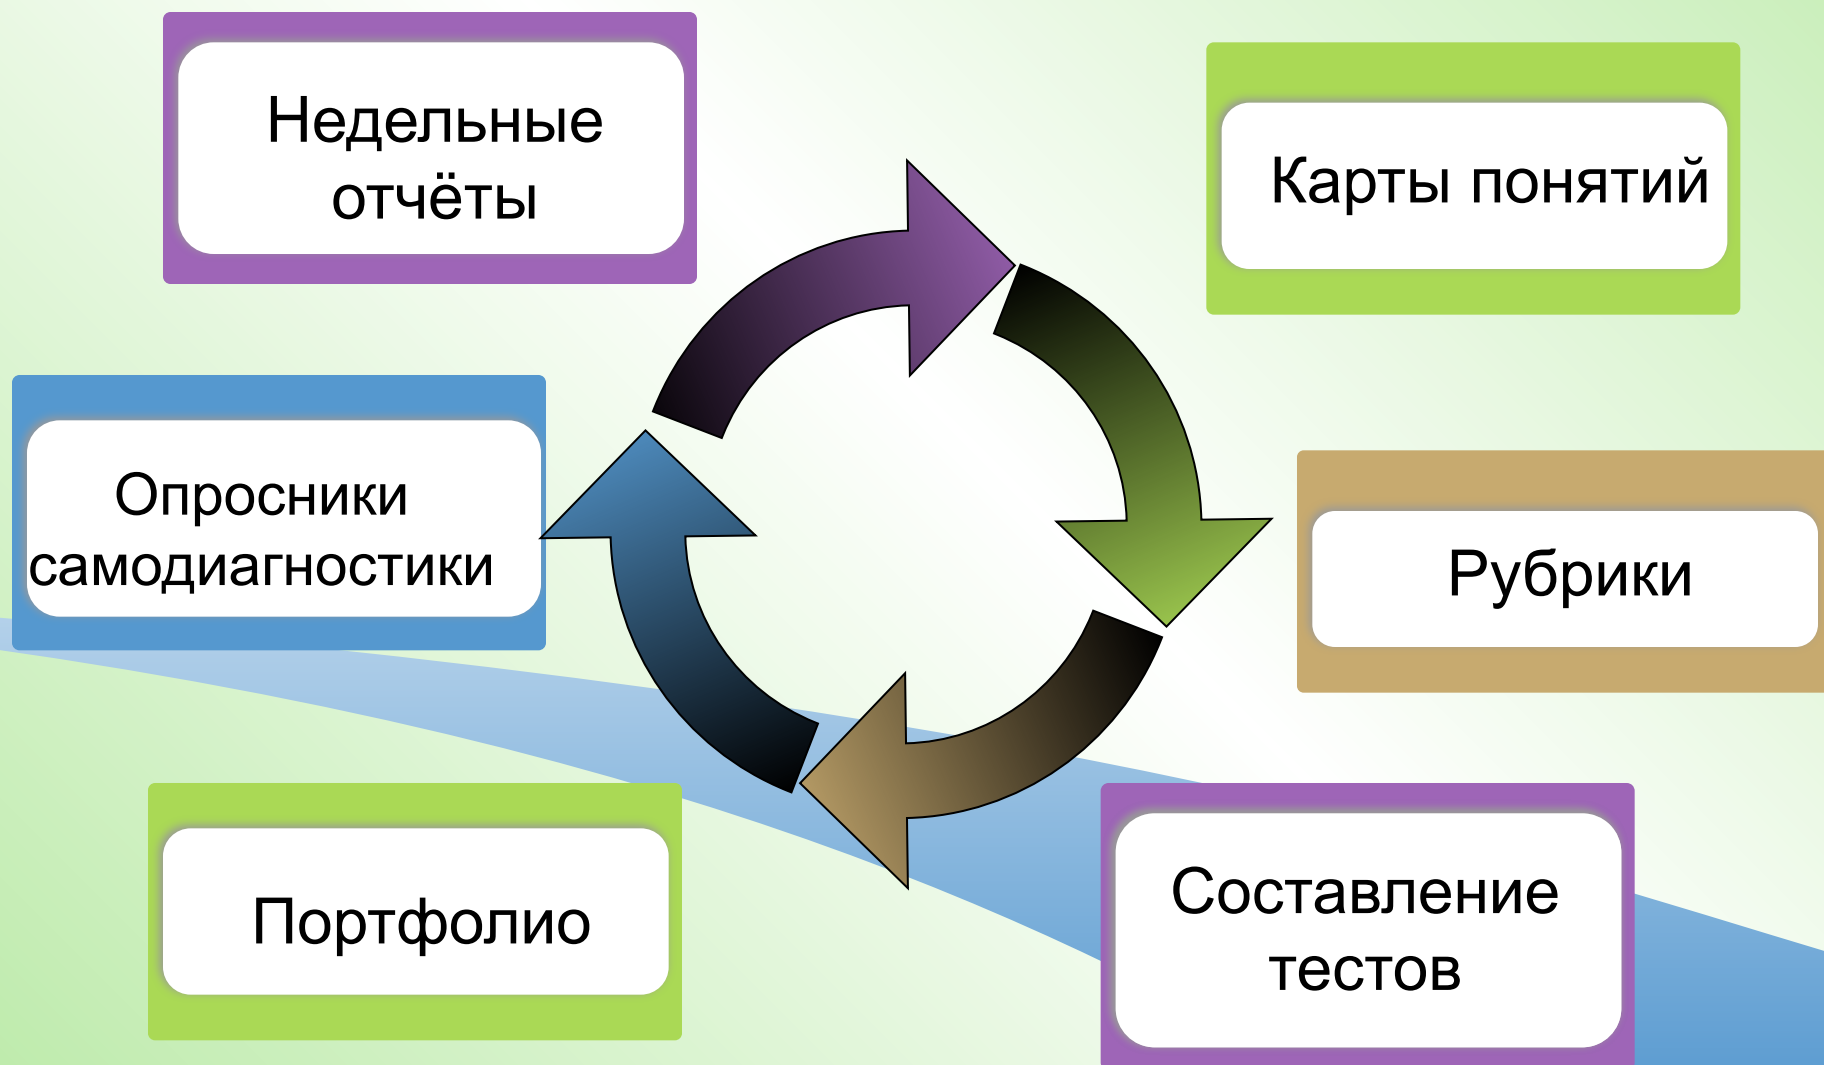 Недельные
отчёты
Карты понятий
Опросники
самодиагностики
Рубрики
Портфолио
Составление
тестов